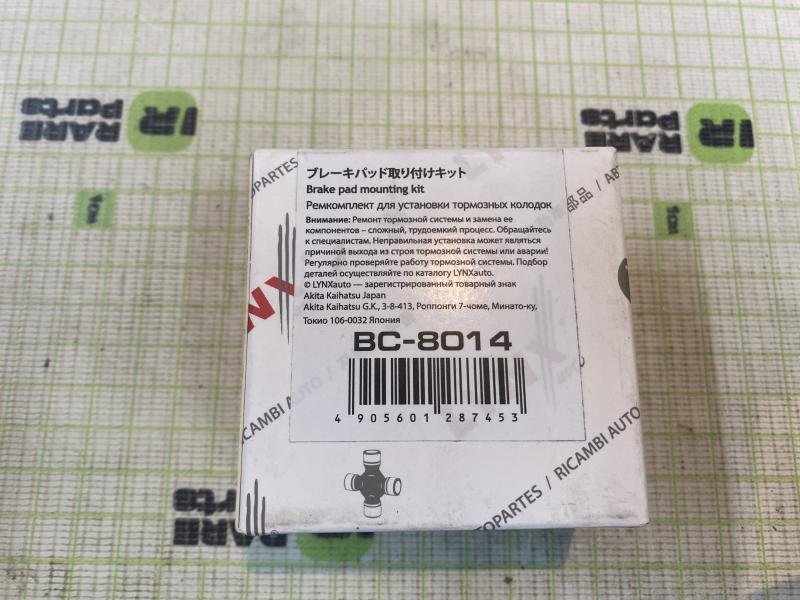 RARE
Parts
IR
RARE
Parts
IR
1см
1см
OPARTES
部品 / АВ
ブレーキパッド取り付けキット
Brake pad mounting kit
Ремкомплект для установки тормозных колодок
Внимание: Ремонт тормозной системы и замена ее
компонентов – сложный, трудоемкий процесс. Обращайтесь
к специалистам. Неправильная установка может являться
причиной выхода из строя тормозной системы или аварии!
Регулярно проверяйте работу тормозной системы. Подбор
деталей осуществляйте по каталогу LYNXauto.
© LYNXauto — зарегистрированный товарный знак
Akita Kaihatsu Japan
Akita Kaihatsu G.K., 3-8-413, Роппонги 7-чоме, Минато-ку,
Токио 106-0032 Япония
BC-8014
4 905601 287453
RICAMBI AUTO
OTOPARTES / RICAMBI AUTO
RARE
Parts